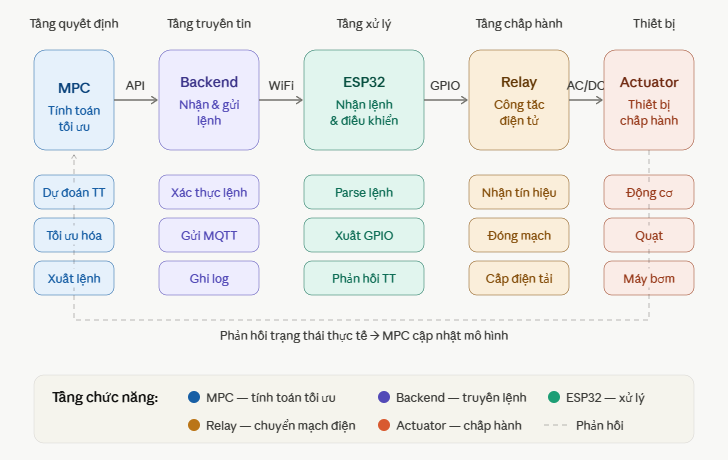 Tầng quyết định
Tầng truyền tin
Tầng xử lý
Tầng chấp hành
Thiết bị
MPC
Tính toán
tối ưu
API
Backend
Nhận & gửi
lệnh
WiFi
ESP32
Nhận lệnh
& điều khiển
GPIO
Relay
Công tắc
điện tử
AC/DC
Actuator
Thiết bị
chấp hành
Dự đoán TT
Xác thực lệnh
Parse lệnh
Nhận tín hiệu
Động cơ
Tối ưu hóa
Gửi MQTT
Xuất GPIO
Đóng mạch
Quạt
Xuất lệnh
Ghi log
Phản hồi TT
Cấp điện tải
Máy bơm
Phản hồi trạng thái thực tế → MPC cập nhật mô hình
Tầng chức năng:
MPC — tính toán tối ưu
Backend — truyền lệnh
ESP32 — xử lý
Relay — chuyển mạch điện
Actuator — chấp hành
Phản hồi